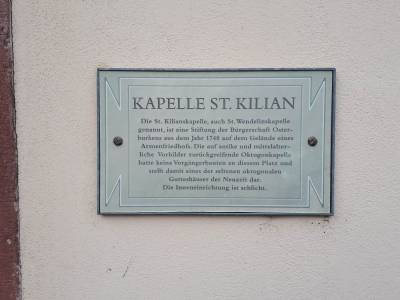 KAPELLE ST. KILIAN
Die St. Kilianskapelle, auch St. Wendelinskapelle
genannt, ist eine Stiftung der Bürgerschaft Oster-
burkens aus dem Jahr 1748 auf dem Gelände eines
Armenfriedhofs. Die auf antike und mittelalter-
liche Vorbilder zurückgreifende Oktogonkapelle
hatte keine Vorgängerbauten an diesem Platz und
stellt damit eines der seltenen oktogonalen
Gotteshäuser der Neuzeit dar.
Die Inneneinrichtung ist schlicht.